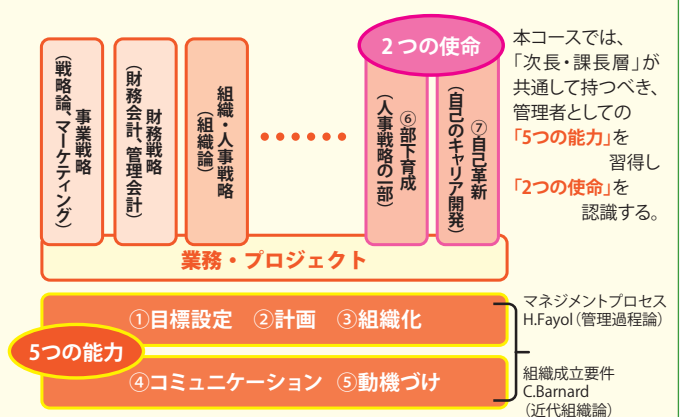 事業戦略
(戦略論、マーケティング)
財務戦略
(財務会計、管理会計)
組織・人事戦略
(組織論)
••••••
2つの使命
⑥部下育成
(人事戦略の一部)
⑦自己革新
(自己のキャリア開発)
本コースでは、
「次長・課長層」が
共通して持つべき、
管理者としての
「5つの能力」を
習得し
「2つの使命」を
認識する。
業務・プロジェクト
5つの能力
①目標設定 ②計画 ③組織化
④コミュニケーション ⑤動機づけ
マネジメントプロセス
H.Fayol(管理過程論)
組織成立要件
C.Barnard
(近代組織論)